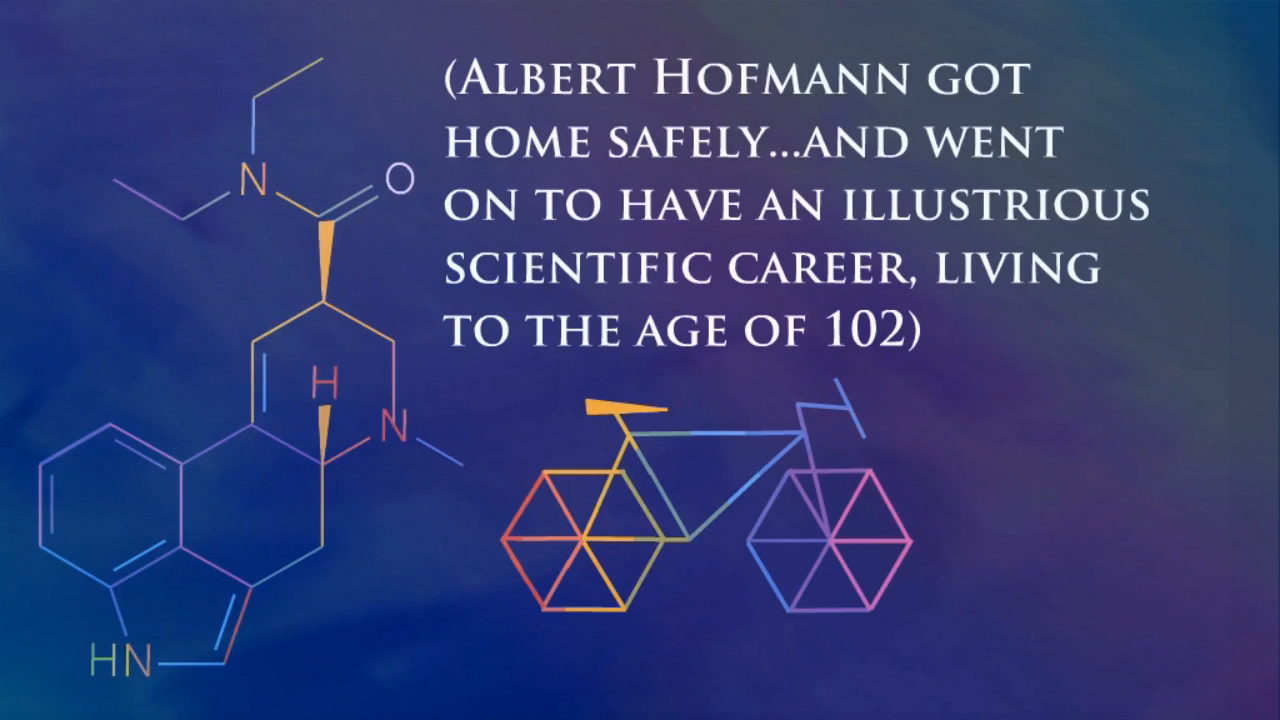 (Albert Hofmann got
home safely...and went
on to have an illustrious
scientific career, living
to the age of 102)
N
O
H
N
HN